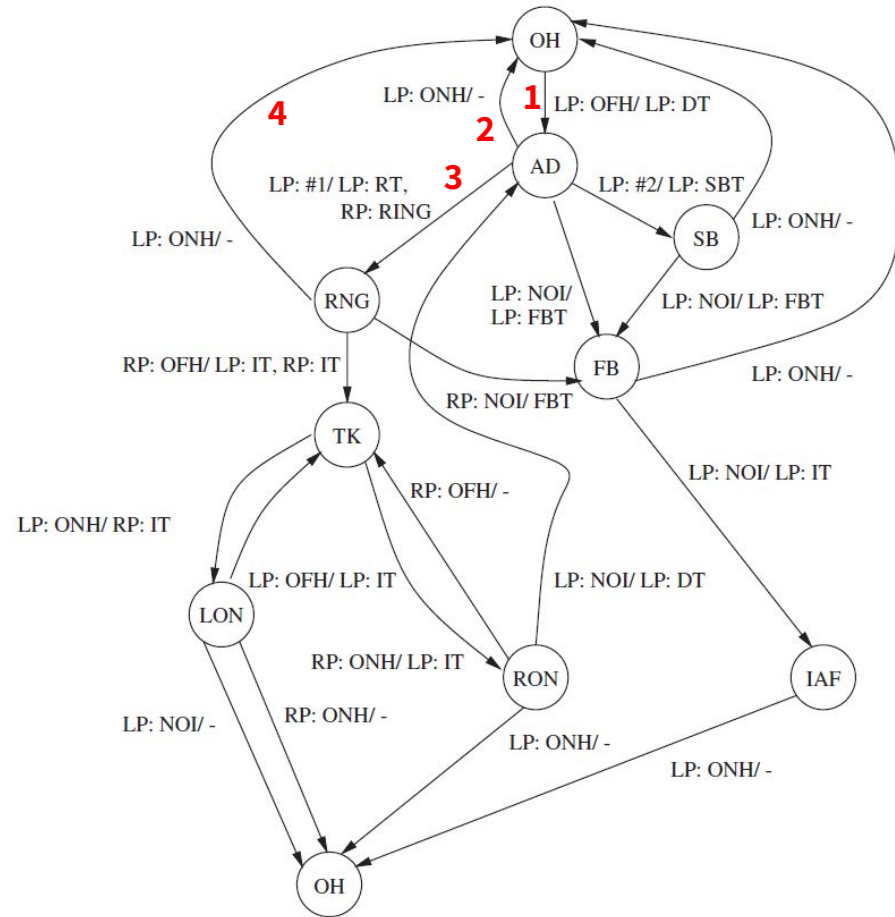 OH
LP: ONH/ -
1
LP: OFH/ LP: DT
4
2
AD
LP: #1/ LP: RT,
RP: RING
3
LP: #2/ LP: SBT
LP: ONH/ -
SB
LP: ONH/ -
RNG
LP: NOI/
LP: FBT
LP: NOI/ LP: FBT
RP: OFH/ LP: IT, RP: IT
FB
LP: ONH/ -
RP: NOI/ FBT
TK
LP: NOI/ LP: IT
RP: OFH/ -
LP: ONH/ RP: IT
LP: OFH/ LP: IT
LP: NOI/ LP: DT
LON
RP: ONH/ LP: IT
RON
IAF
LP: NOI/ -
RP: ONH/ -
LP: ONH/ -
LP: ONH/ -
OH